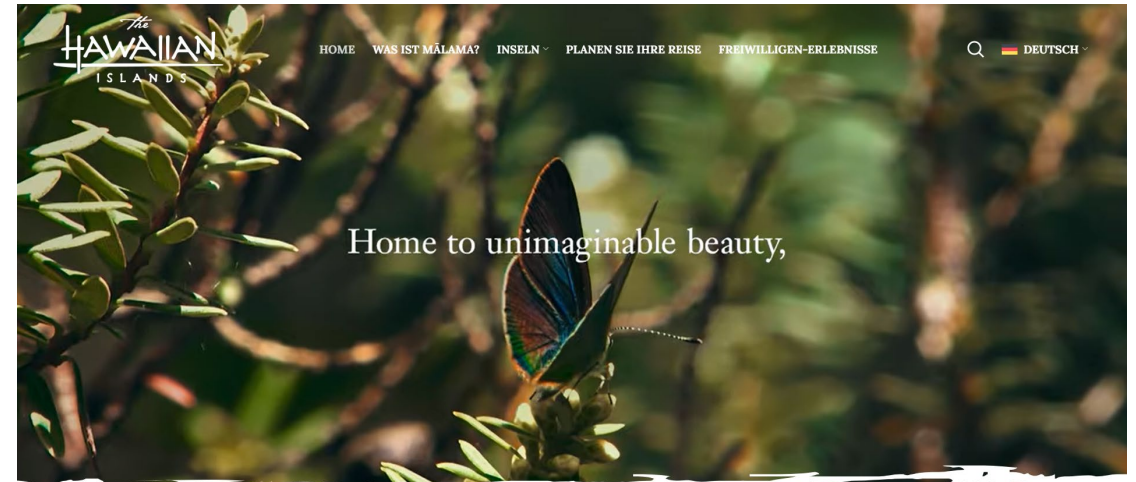 The
HAWAIIAN
ISLANDS
HOME WAS IST MĀLAMA? INSELN PLANEN SIE IHRE REISE FREIWILLIGEN-ERLEBNISSE DEUTSCH
Home to unimaginable beauty,